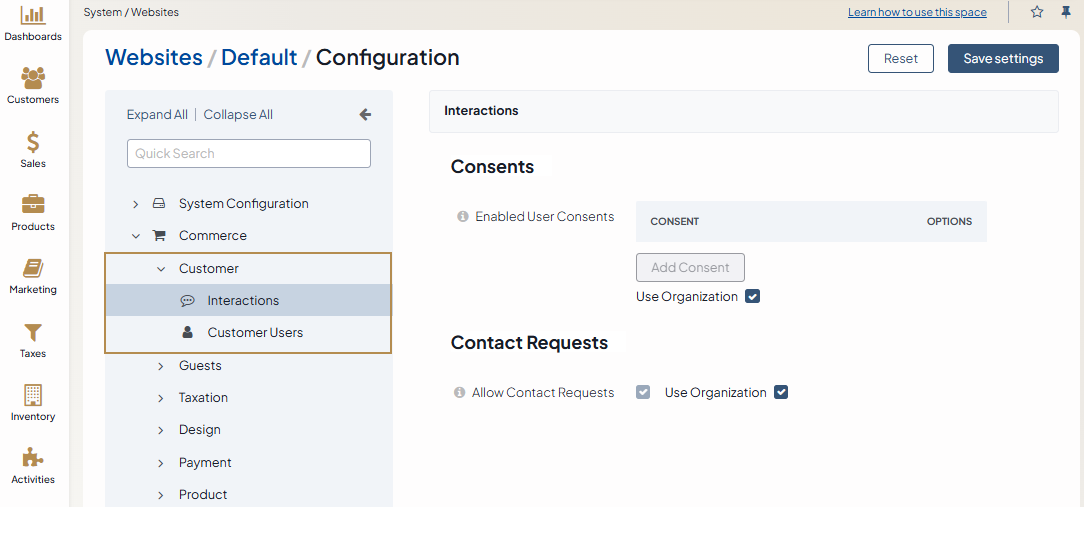 System / Websites
Learn how to use this space
Dashboards
Customers
Sales
Products
Marketing
Taxes
Inventory
Activities
Websites / Default / Configuration
Reset
Save settings
Expand All | Collapse All
Quick Search
System Configuration
Commerce
Customer
Interactions
Customer Users
Guests
Taxation
Design
Payment
Product
Interactions
Consents
Enabled User Consents
CONSENT OPTIONS
Add Consent
Use Organization
Contact Requests
Allow Contact Requests Use Organization